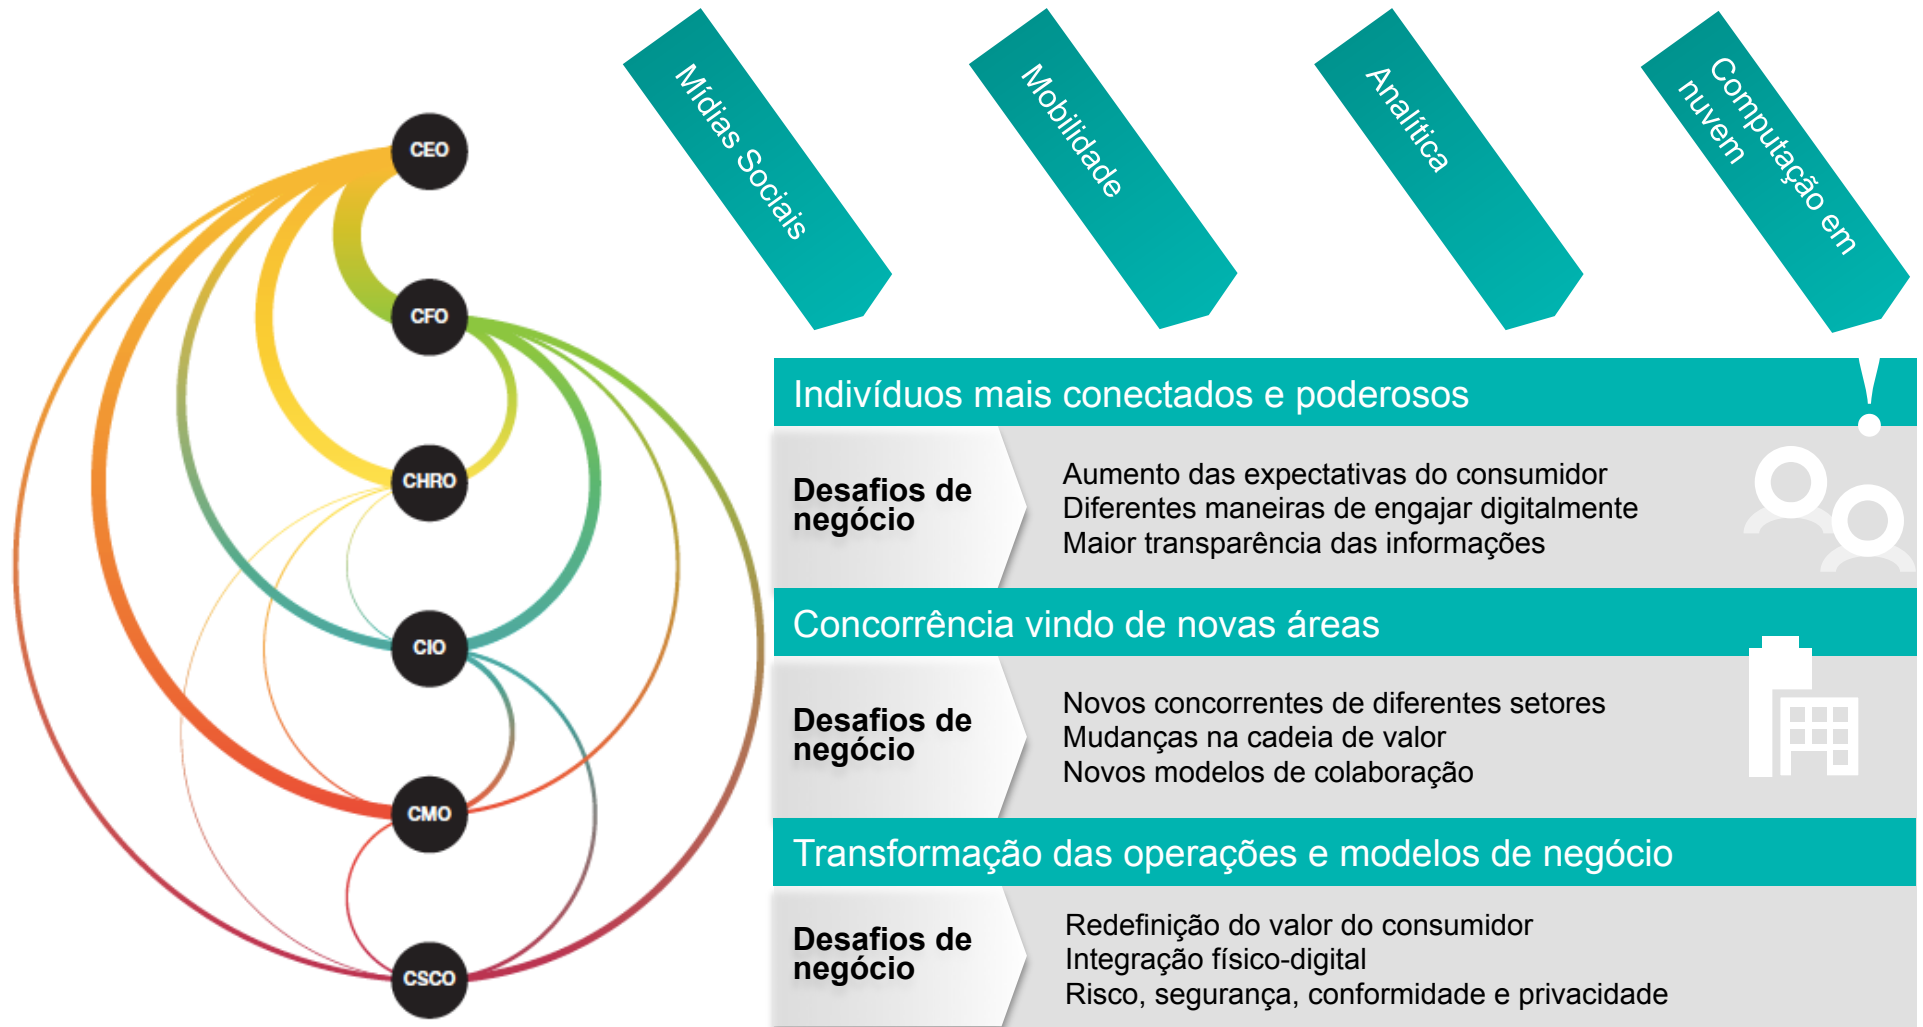 CEO
CFO
CHRO
CIO
CMO
CSCO
Mídias Sociais
Mobilidade
Analítica
Computação em
nuvem
Indivíduos mais conectados e poderosos
Desafios de
negócio
Aumento das expectativas do consumidor
Diferentes maneiras de engajar digitalmente
Maior transparência das informações
Concorrência vindo de novas áreas
Desafios de
negócio
Novos concorrentes de diferentes setores
Mudanças na cadeia de valor
Novos modelos de colaboração
Transformação das operações e modelos de negócio
Desafios de
negócio
Redefinição do valor do consumidor
Integração físico-digital
Risco, segurança, conformidade e privacidade